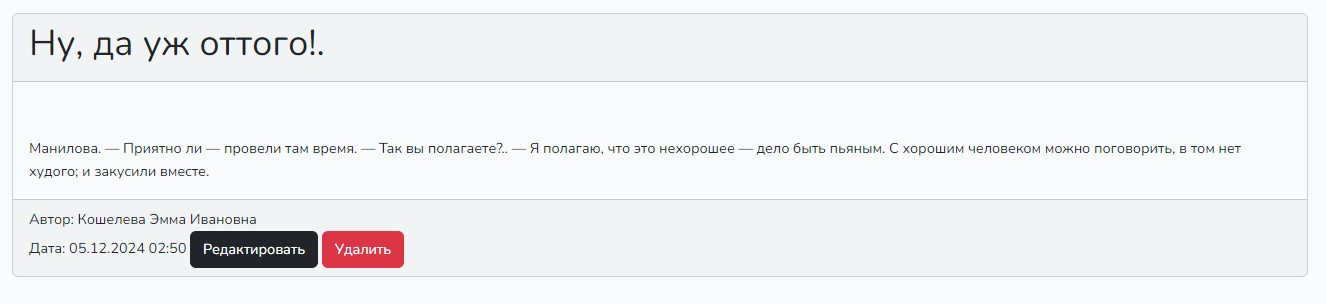 Ну, да уж оттого!.
Манилова. — Приятно ли — провели там время. — Так вы полагаете?.. — Я полагаю, что это нехорошее — дело быть пьяным. С хорошим человеком можно поговорить, в том нет
худого; и закусили вместе.
Автор: Кошелева Эмма Ивановна
Дата: 05.12.2024 02:50 Редактировать Удалить